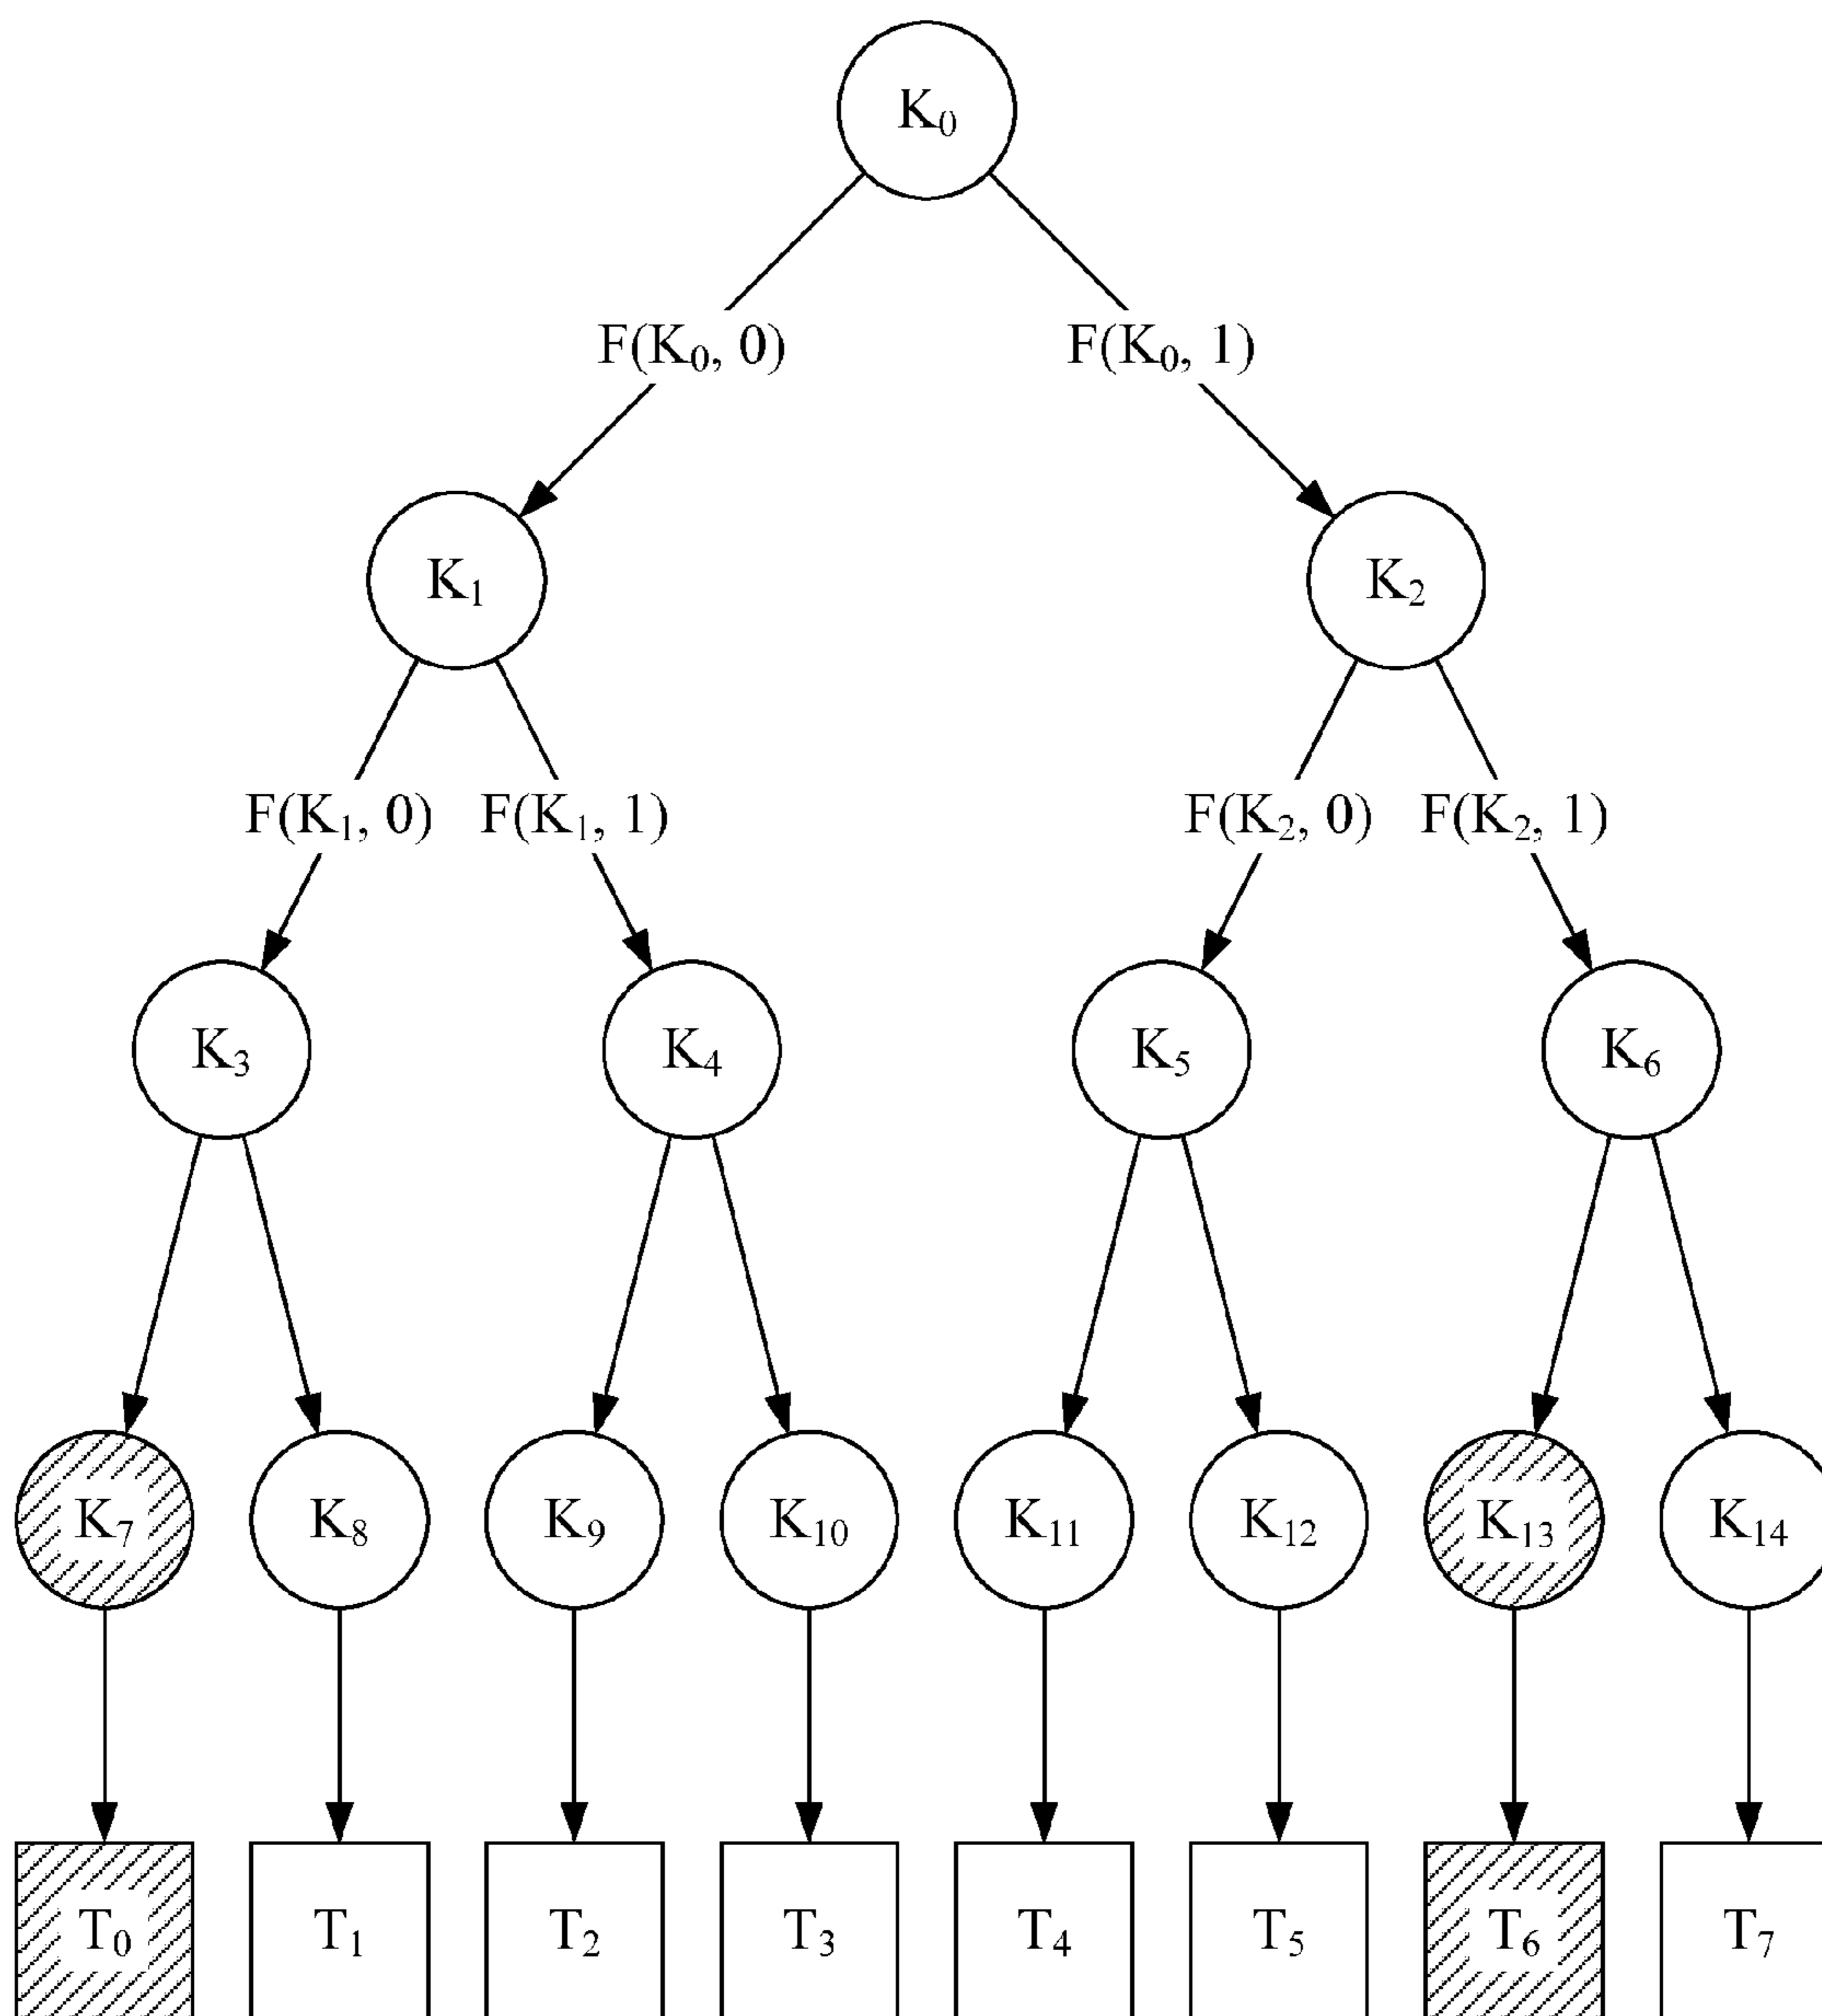 K₀
F(K₀, 0) F(K₀, 1)
K₁ K₂
F(K₁, 0) F(K₁, 1) F(K₂, 0) F(K₂, 1)
K₃ K₄ K₅ K₆
K₇ K₈ K₉ K₁₀ K₁₁ K₁₂ K₁₃ K₁₄
T₀ T₁ T₂ T₃ T₄ T₅ T₆ T₇